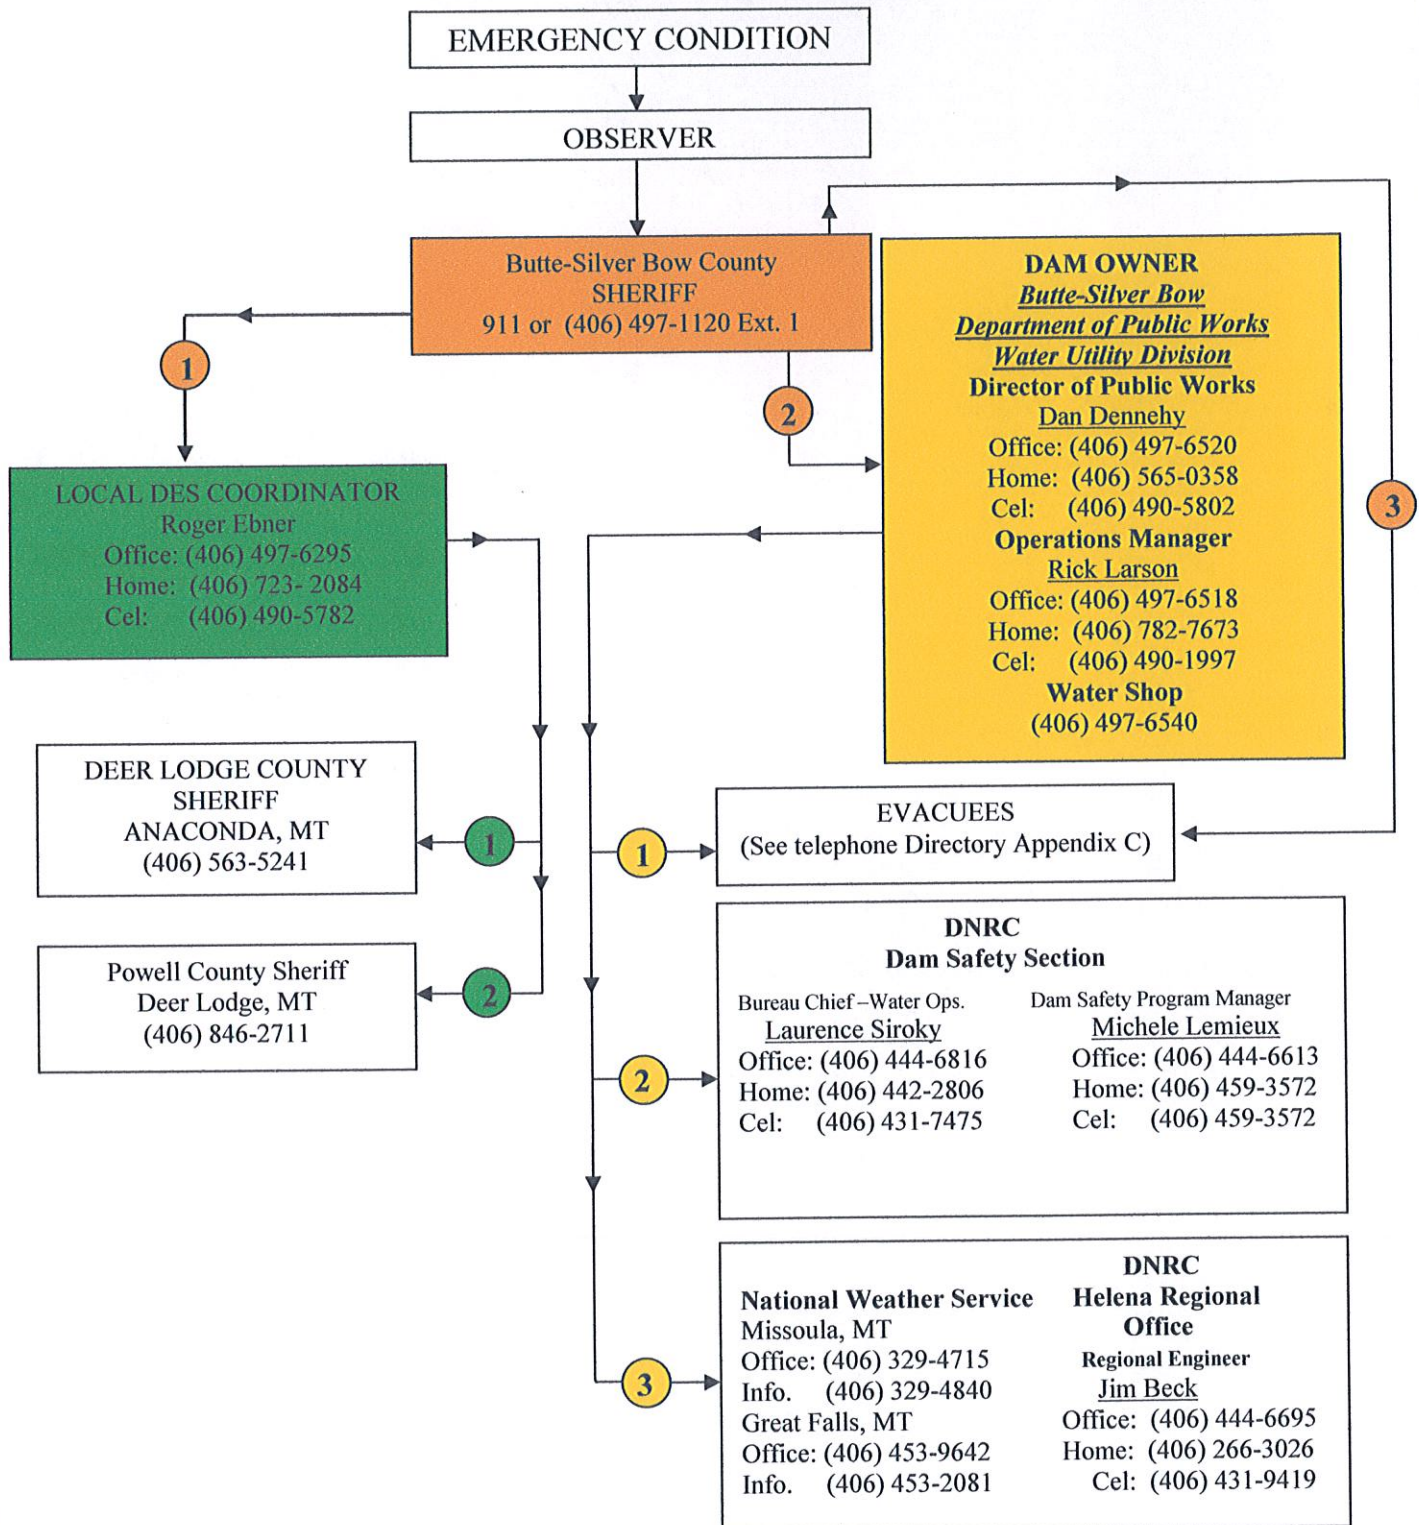 EMERGENCY CONDITION
OBSERVER
Butte-Silver Bow County
SHERIFF
911 or (406) 497-1120 Ext. 1
1
2
3
DAM OWNER
Butte-Silver Bow
Department of Public Works
Water Utility Division
Director of Public Works
Dan Dennehy
Office: (406) 497-6520
Home: (406) 565-0358
Cel: (406) 490-5802
Operations Manager
Rick Larson
Office: (406) 497-6518
Home: (406) 782-7673
Cel: (406) 490-1997
Water Shop
(406) 497-6540
LOCAL DES COORDINATOR
Roger Ebner
Office: (406) 497-6295
Home: (406) 723- 2084
Cel: (406) 490-5782
1
DEER LODGE COUNTY
SHERIFF
ANACONDA, MT
(406) 563-5241
2
Powell County Sheriff
Deer Lodge, MT
(406) 846-2711
1
EVACUEES
(See telephone Directory Appendix C)
2
DNRC
Dam Safety Section
Bureau Chief –Water Ops.
Laurence Siroky
Office: (406) 444-6816
Home: (406) 442-2806
Cel: (406) 431-7475
Dam Safety Program Manager
Michele Lemieux
Office: (406) 444-6613
Home: (406) 459-3572
Cel: (406) 459-3572
3
National Weather Service
Missoula, MT
Office: (406) 329-4715
Info. (406) 329-4840
Great Falls, MT
Office: (406) 453-9642
Info. (406) 453-2081
DNRC
Helena Regional
Office
Regional Engineer
Jim Beck
Office: (406) 444-6695
Home: (406) 266-3026
Cel: (406) 431-9419